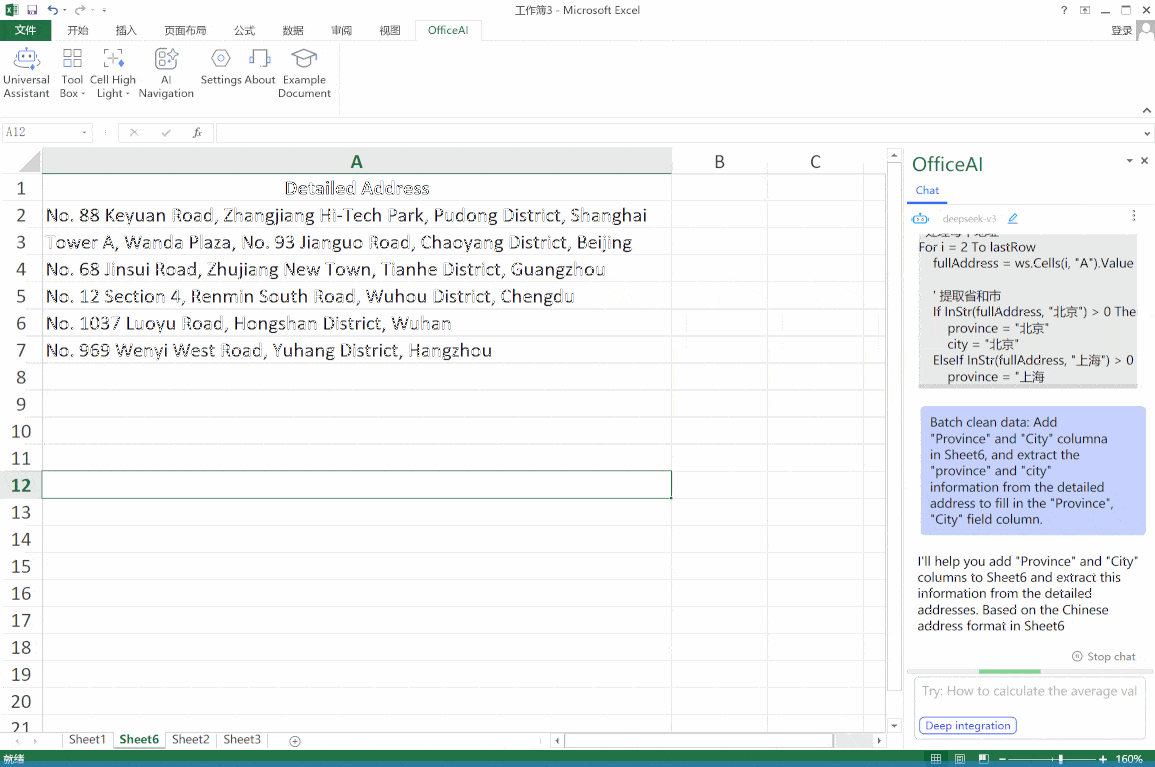 工作簿3 - Microsoft Excel
?
文件 开始 插入 页面布局 公式 数据 审阅 视图 OfficeAI 登录
Universal Assistant
Tool Box
Cell High Light
AI Navigation
Settings
About
Example Document
A12
fx
A B C
1 Detailed Address
2 No. 88 Keyuan Road, Zhangjiang Hi-Tech Park, Pudong District, Shanghai
3 Tower A, Wanda Plaza, No. 93 Jianguo Road, Chaoyang District, Beijing
4 No. 68 Jinsui Road, Zhujiang New Town, Tianhe District, Guangzhou
5 No. 12 Section 4, Renmin South Road, Wuhou District, Chengdu
6 No. 1037 Luoyu Road, Hongshan District, Wuhan
7 No. 969 Wenyi West Road, Yuhang District, Hangzhou
8
9
10
11
12
13
14
15
16
17
18
19
20
21
Sheet1 Sheet6 Sheet2 Sheet3
就绪
160%
OfficeAI
Chat
deepseek-v3
For i = 2 To lastRow
fullAddress = ws.Cells(i, "A").Value
' 提取省和市
If InStr(fullAddress, "北京") > 0 The
province = "北京"
city = "北京"
ElseIf InStr(fullAddress, "上海") > 0
province = "上海
Batch clean data: Add
"Province" and "City" columna
in Sheet6, and extract the
"province" and "city"
information from the detailed
address to fill in the "Province",
"City" field column.
I'll help you add "Province" and "City"
columns to Sheet6 and extract this
information from the detailed
addresses. Based on the Chinese
address format in Sheet6
Stop chat
Try: How to calculate the average val
Deep integration